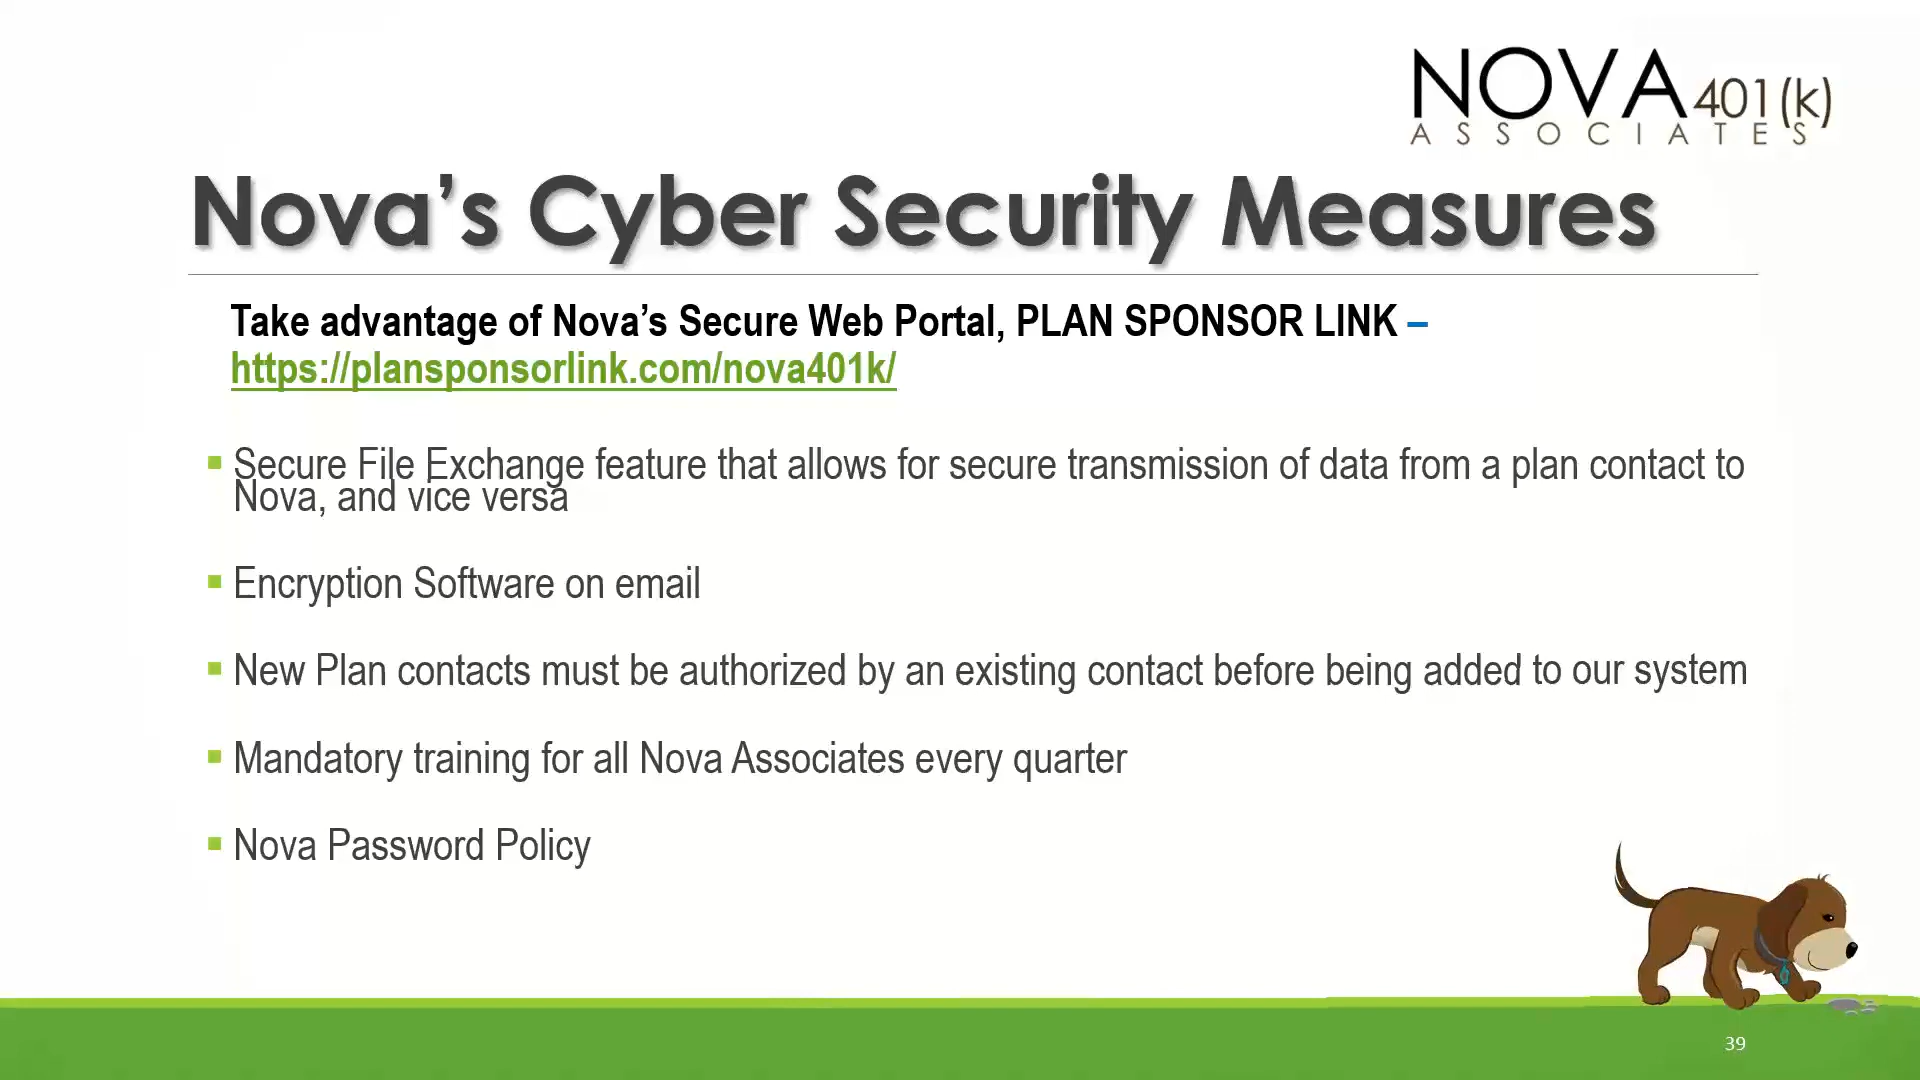 NOVA 401(k)
ASSOCIATES
Nova’s Cyber Security Measures
Take advantage of Nova’s Secure Web Portal, PLAN SPONSOR LINK –
https://plansponsorlink.com/nova401k/
▪ Secure File Exchange feature that allows for secure transmission of data from a plan contact to
Nova, and vice versa
▪ Encryption Software on email
▪ New Plan contacts must be authorized by an existing contact before being added to our system
▪ Mandatory training for all Nova Associates every quarter
▪ Nova Password Policy
39